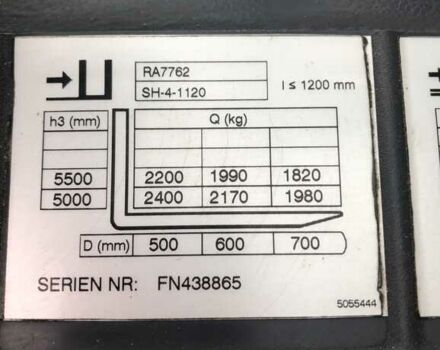 RA7762
SH-4-1120
l ≤ 1200 mm
h3 (mm) Q (kg)
5500 2200 1990 1820
5000 2400 2170 1980
D (mm) 500 600 700
SERIEN NR: FN438865
5055444